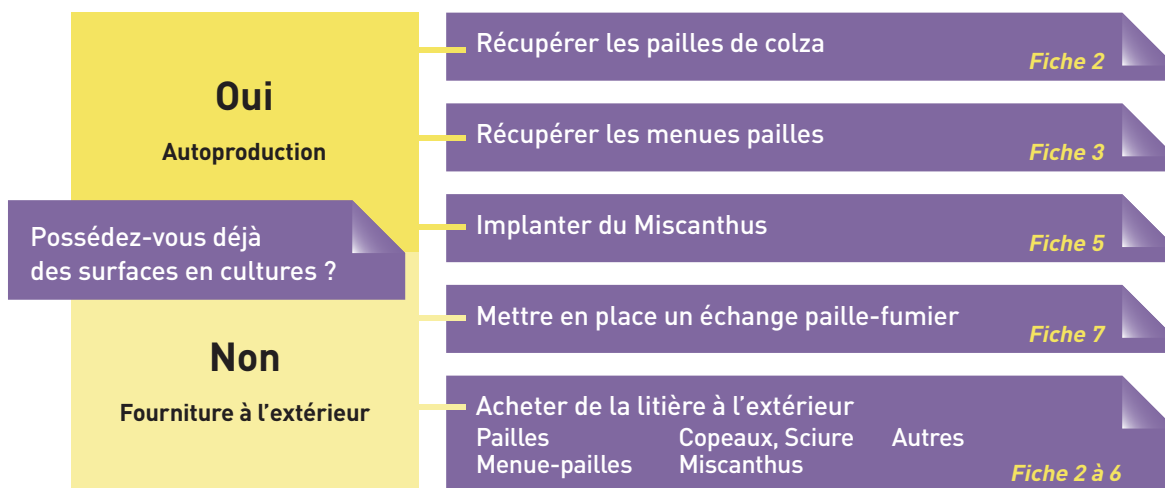 Oui
Autoproduction
Possédez-vous déjà
des surfaces en cultures ?
Non
Fourniture à l'extérieur
Récupérer les pailles de colza
Fiche 2
Récupérer les menues pailles
Fiche 3
Implanter du Miscanthus
Fiche 5
Mettre en place un échange paille-fumier
Fiche 7
Acheter de la litière à l'extérieur
Pailles Copeaux, Sciure Autres
Menue-pailles Miscanthus
Fiche 2 à 6